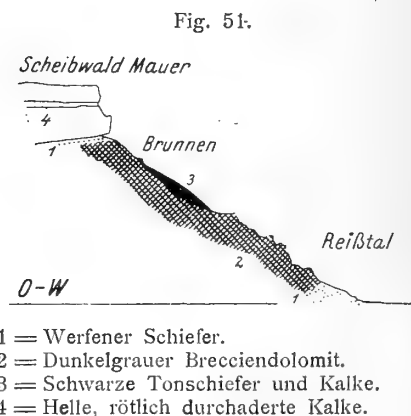 Fig. 51.
Scheibwald Mauer
4
1
Brunnen
3
Reißtal
2
O-W
1
1 = Werfener Schiefer.
2 = Dunkelgrauer Brecciendolomit.
3 = Schwarze Tonschiefer und Kalke.
4 = Helle, rötlich durchaderte Kalke.